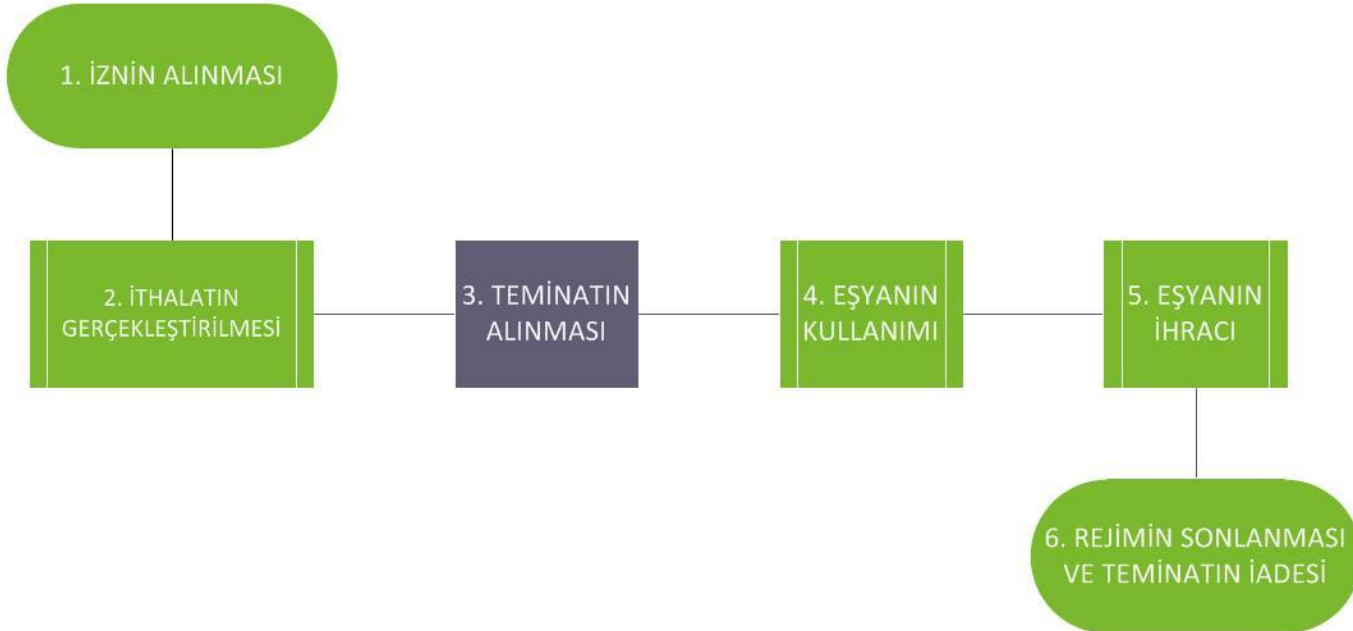 1. İZNİN ALINMASI
2. İTHALATIN
GERÇEKLEŞTİRİLMESİ
3. TEMİNATIN
ALINMASI
4. EŞYANIN
KULLANIMI
5. EŞYANIN
İHRACI
6. REJİMİN SONLANMASI
VE TEMİNATIN İADESİ